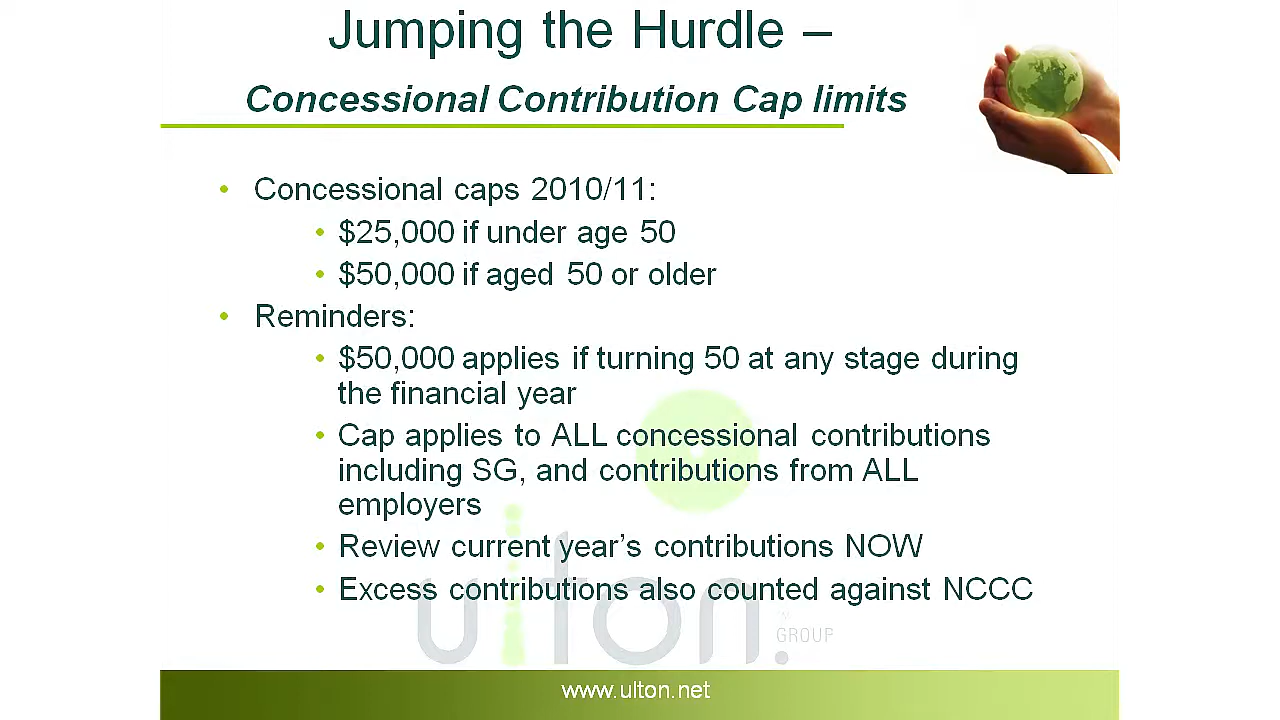 Jumping the Hurdle –
Concessional Contribution Cap limits
• Concessional caps 2010/11:
• $25,000 if under age 50
• $50,000 if aged 50 or older
• Reminders:
• $50,000 applies if turning 50 at any stage during
the financial year
• Cap applies to ALL concessional contributions
including SG, and contributions from ALL
employers
• Review current year’s contributions NOW
• Excess contributions also counted against NCCC
ulton.
GROUP
www.ulton.net